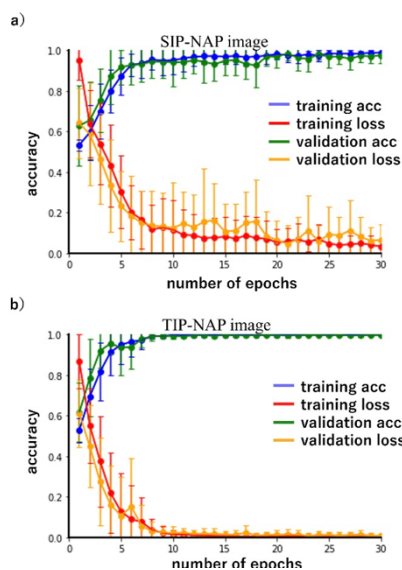 a)
SIP-NAP image
accuracy
1.0
0.8
0.6
0.4
0.2
0.0
training acc
training loss
validation acc
validation loss
0 5 10 15 20 25 30
number of epochs
b)
TIP-NAP image
accuracy
1.0
0.8
0.6
0.4
0.2
0.0
training acc
training loss
validation acc
validation loss
0 5 10 15 20 25 30
number of epochs